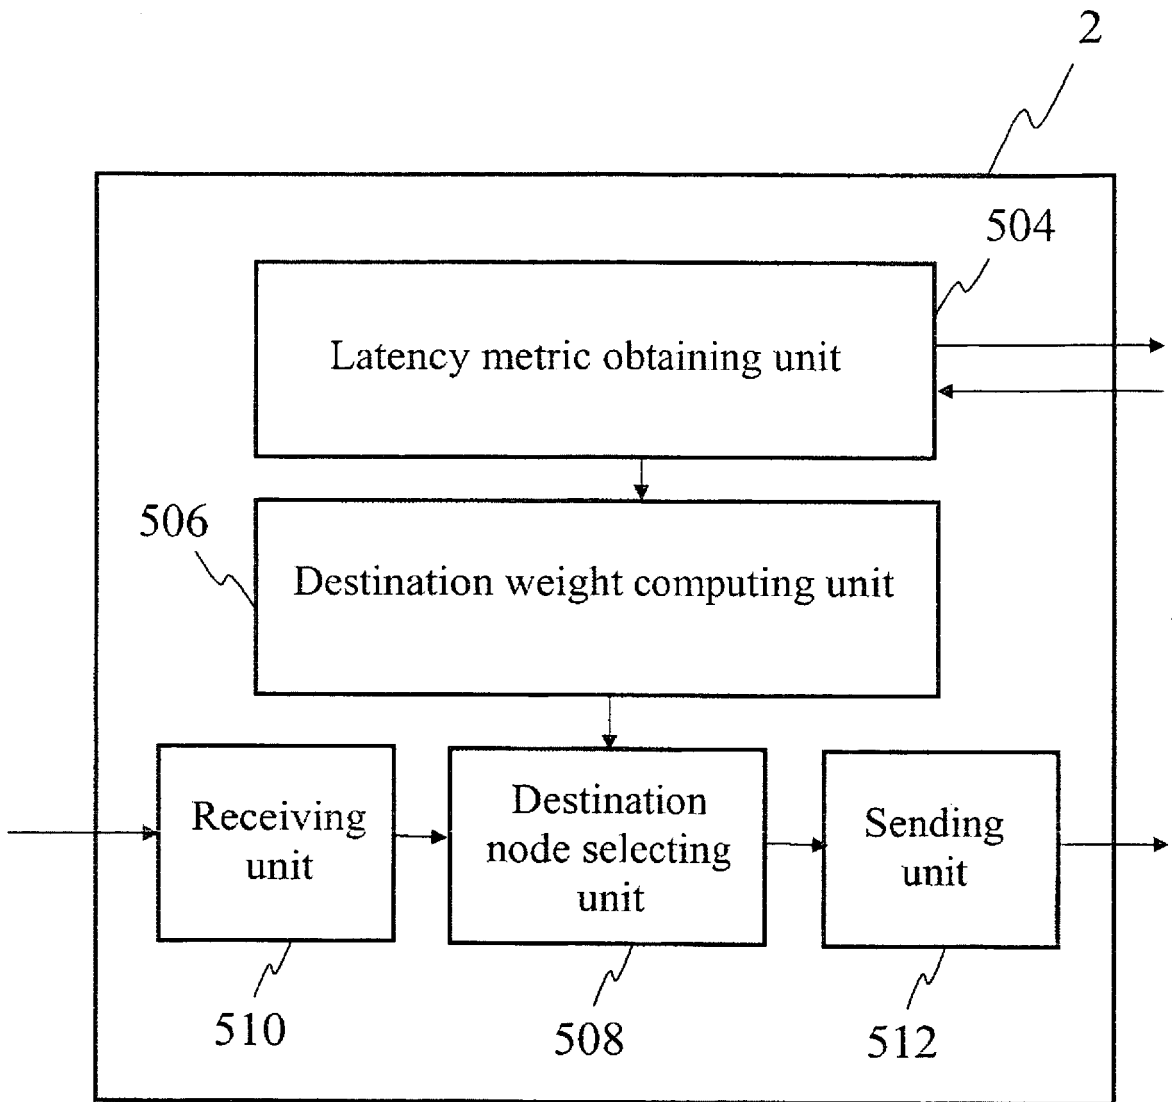 2
504
Latency metric obtaining unit
506
Destination weight computing unit
Receiving
unit
Destination
node selecting
unit
Sending
unit
510
508
512